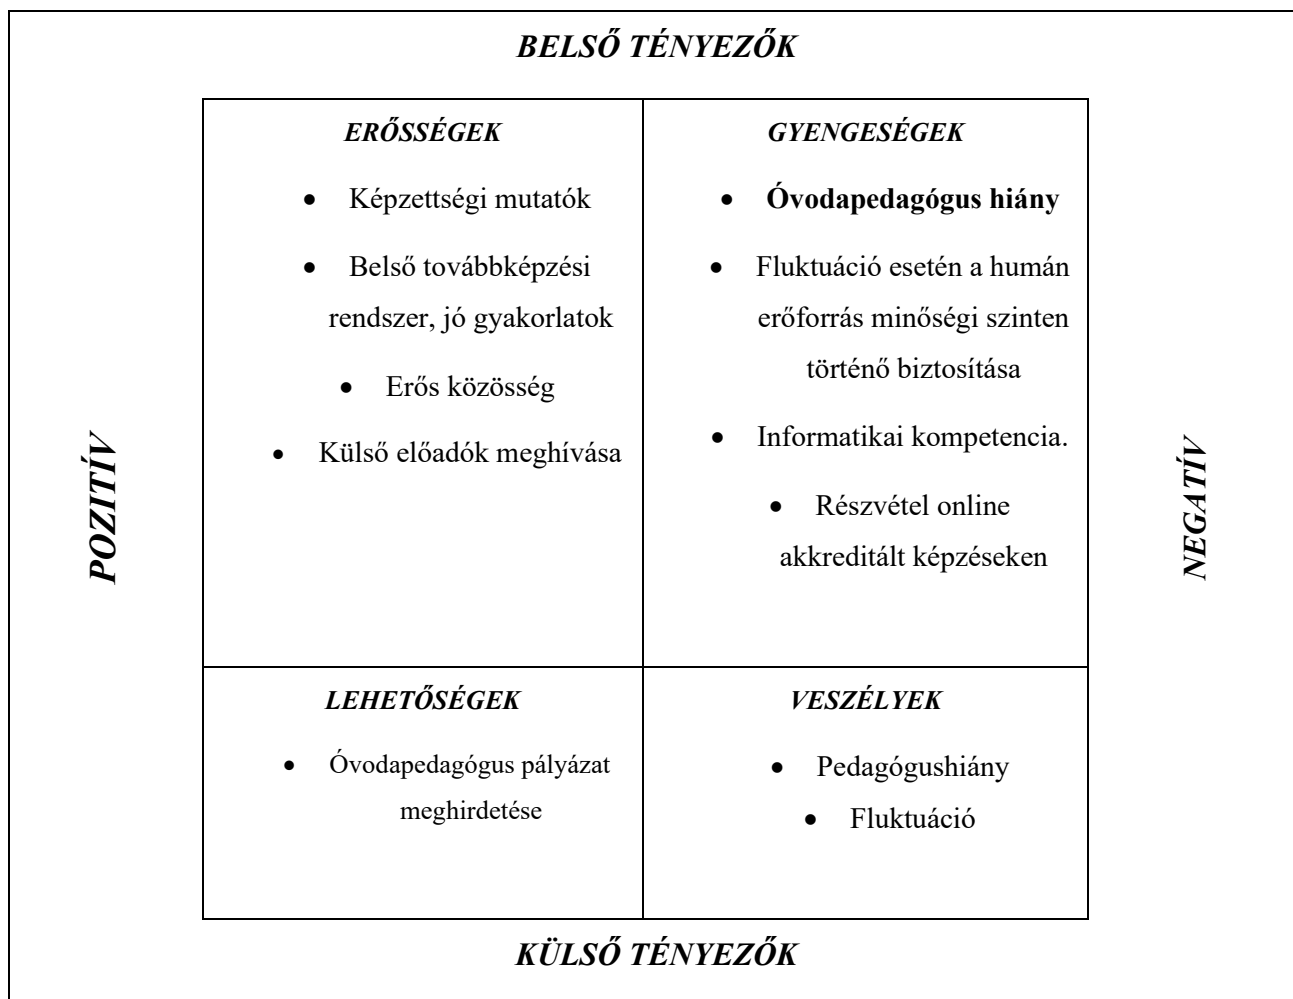 BELSŐ TÉNYEZŐK
POZITÍV
ERŐSSÉGEK
• Képzettségi mutatók
• Belső továbbképzési
rendszer, jó gyakorlatok
• Erős közösség
• Külső előadók meghívása
GYENGESÉGEK
• Óvodapedagógus hiány
• Fluktuáció esetén a humán
erőforrás minőségi szinten
történő biztosítása
• Informatikai kompetencia.
• Részvétel online
akkreditált képzéseken
NEGATÍV
LEHETŐSÉGEK
• Óvodapedagógus pályázat
meghirdetése
VESZÉLYEK
• Pedagógushiány
• Fluktuáció
KÜLSŐ TÉNYEZŐK